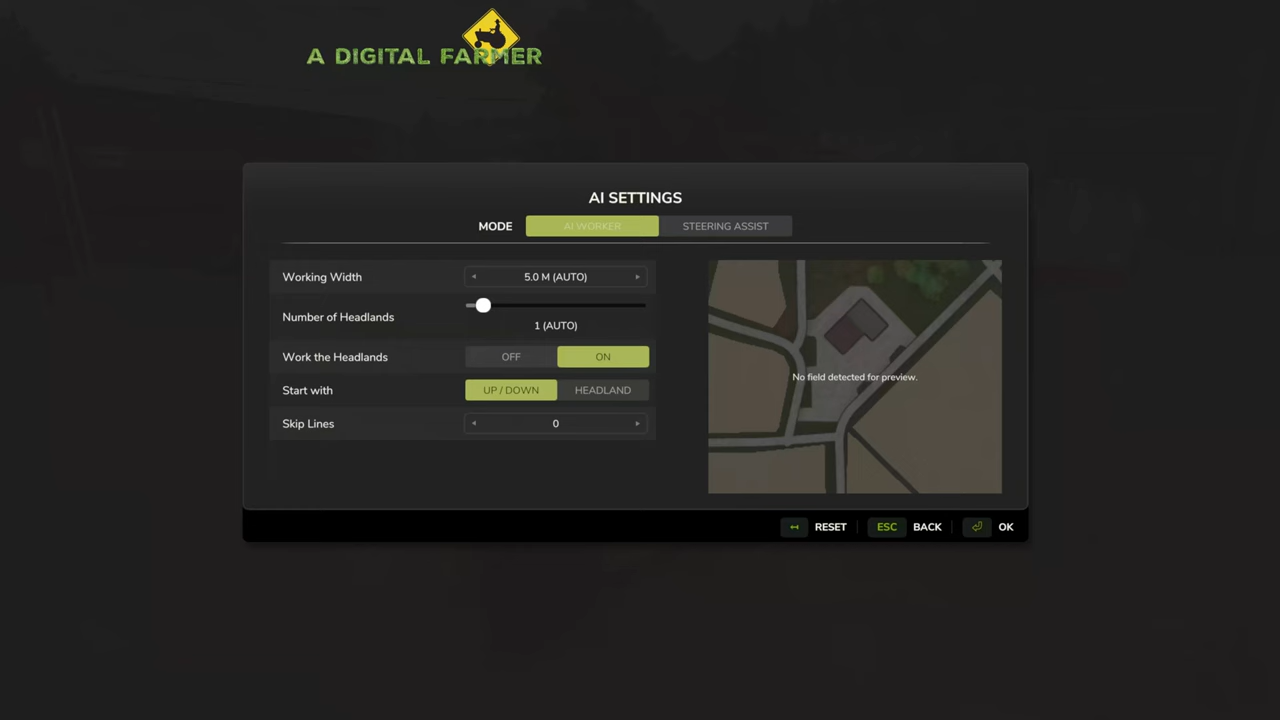 A DIGITAL FARMER
AI SETTINGS
MODE AI WORKER STEERING ASSIST
Working Width 5.0 M (AUTO)
Number of Headlands
1 (AUTO)
Work the Headlands OFF ON
Start with UP / DOWN HEADLAND
Skip Lines 0
No field detected for preview.
RESET ESC BACK OK